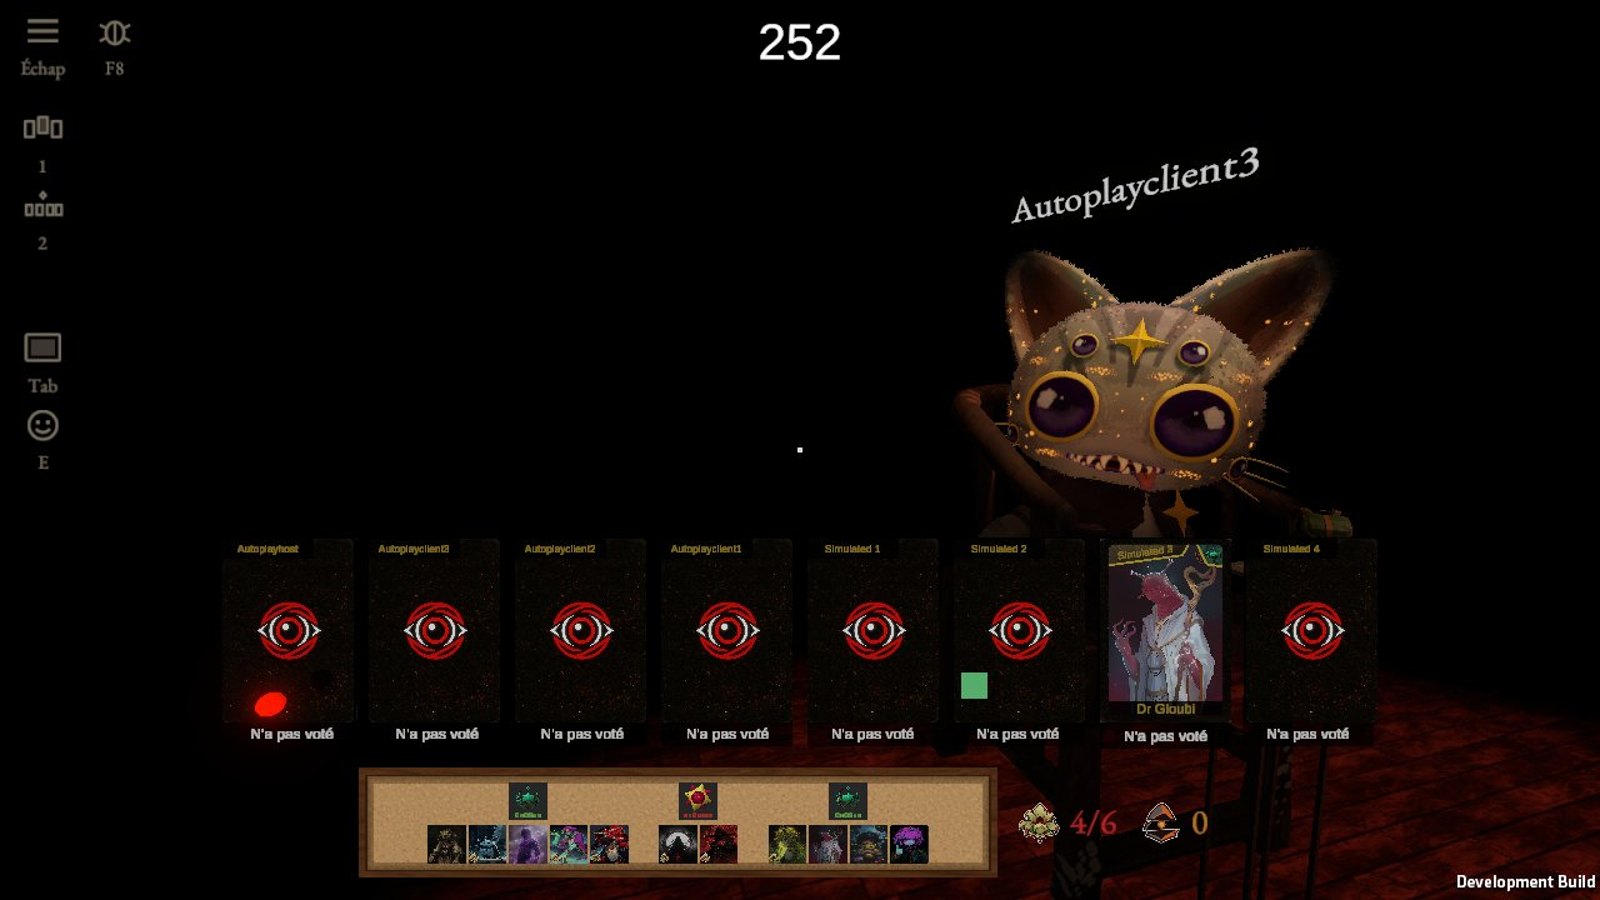 252
Échap
F8
1
2
Tab
E
Autoplayclient3
Autoplayhost
Autoplayclient3
Autoplayclient2
Autoplayclient1
Simulated 1
Simulated 2
Simulated 3
Simulated 4
Dr Gloubi
N'a pas voté
N'a pas voté
N'a pas voté
N'a pas voté
N'a pas voté
N'a pas voté
N'a pas voté
N'a pas voté
4/6
0
Development Build